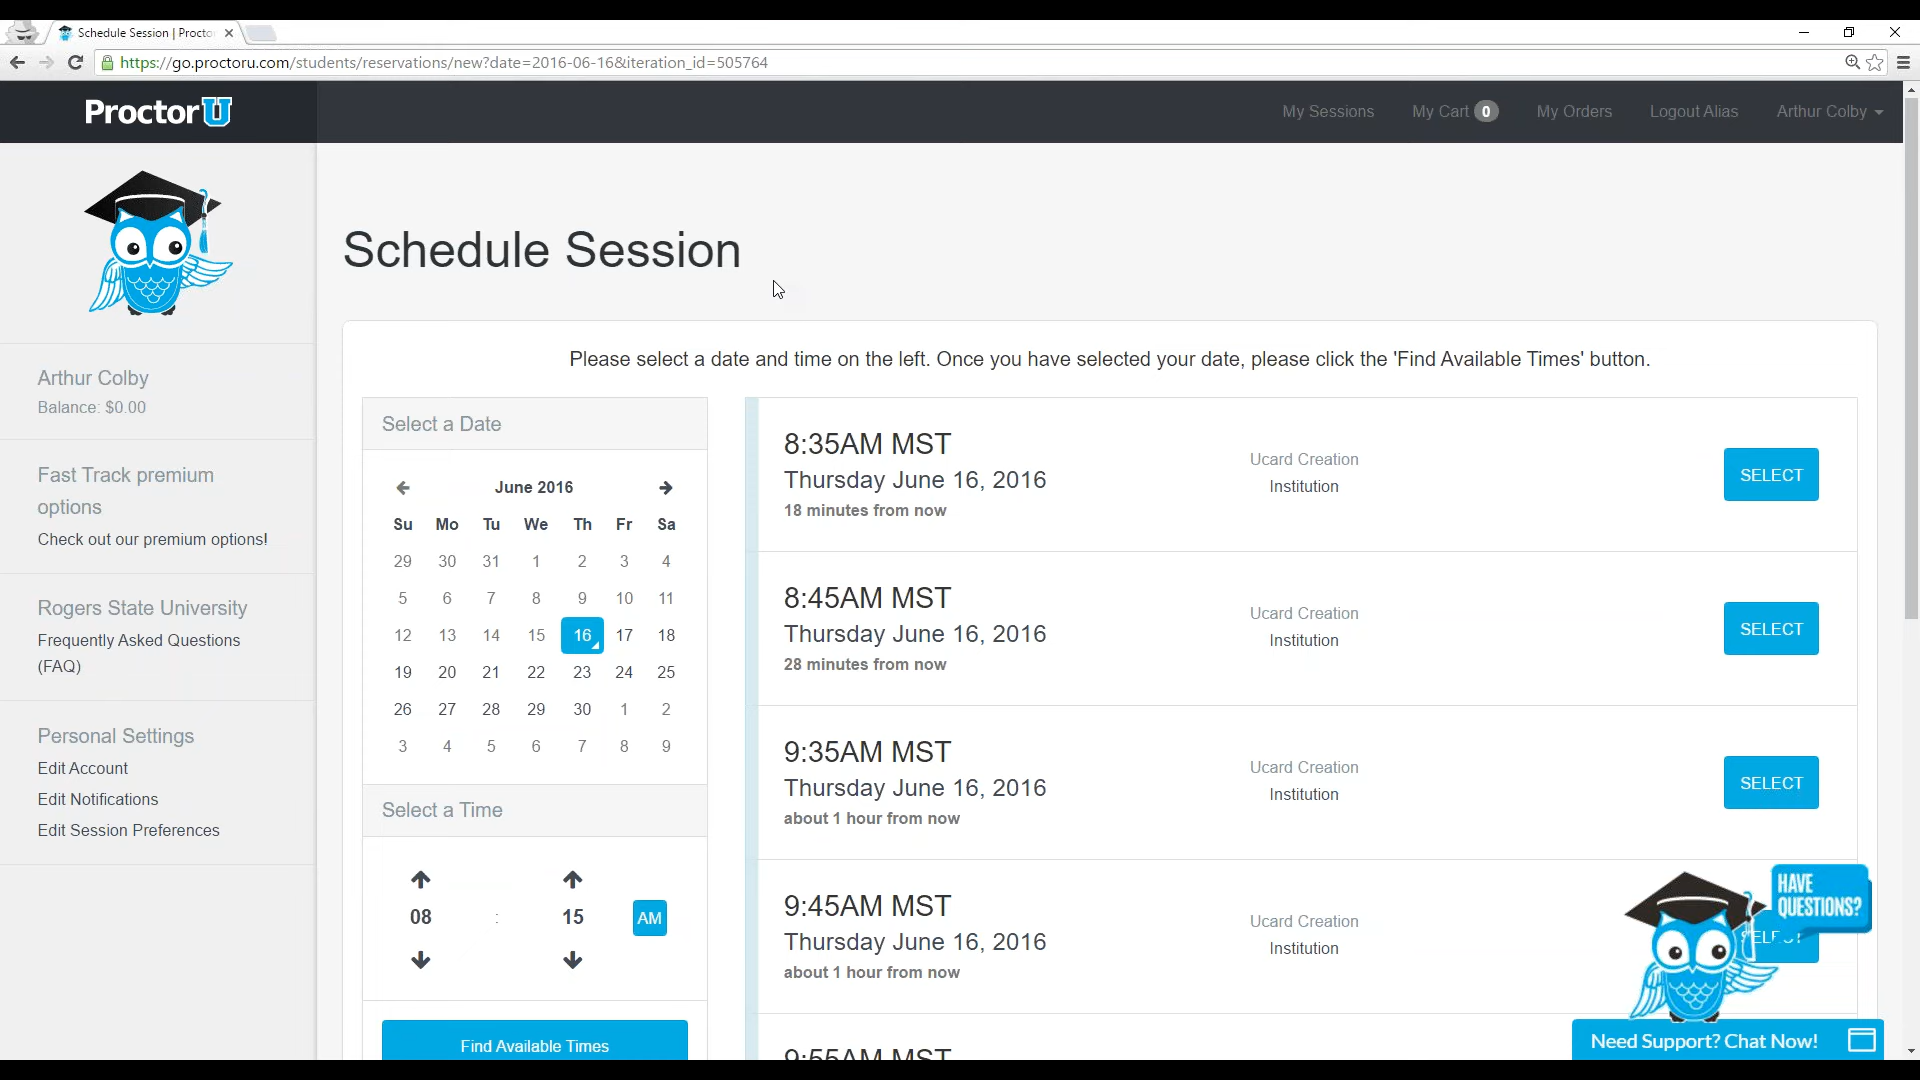 Schedule Session | Procto
https://go.proctoru.com/students/reservations/new?date=2016-06-16&iteration_id=505764
ProctorU
My Sessions My Cart 0 My Orders Logout Alias Arthur Colby
Arthur Colby
Balance: $0.00
Fast Track premium
options
Check out our premium options!
Rogers State University
Frequently Asked Questions
(FAQ)
Personal Settings
Edit Account
Edit Notifications
Edit Session Preferences
Schedule Session
Please select a date and time on the left. Once you have selected your date, please click the 'Find Available Times' button.
Select a Date
June 2016
Su Mo Tu We Th Fr Sa
29 30 31 1 2 3 4
5 6 7 8 9 10 11
12 13 14 15 16 17 18
19 20 21 22 23 24 25
26 27 28 29 30 1 2
3 4 5 6 7 8 9
Select a Time
08 : 15 AM
Find Available Times
8:35AM MST
Thursday June 16, 2016
18 minutes from now
Ucard Creation
Institution
SELECT
8:45AM MST
Thursday June 16, 2016
28 minutes from now
Ucard Creation
Institution
SELECT
9:35AM MST
Thursday June 16, 2016
about 1 hour from now
Ucard Creation
Institution
SELECT
9:45AM MST
Thursday June 16, 2016
about 1 hour from now
Ucard Creation
Institution
9:55AM MST
HAVE
QUESTIONS?
Need Support? Chat Now!